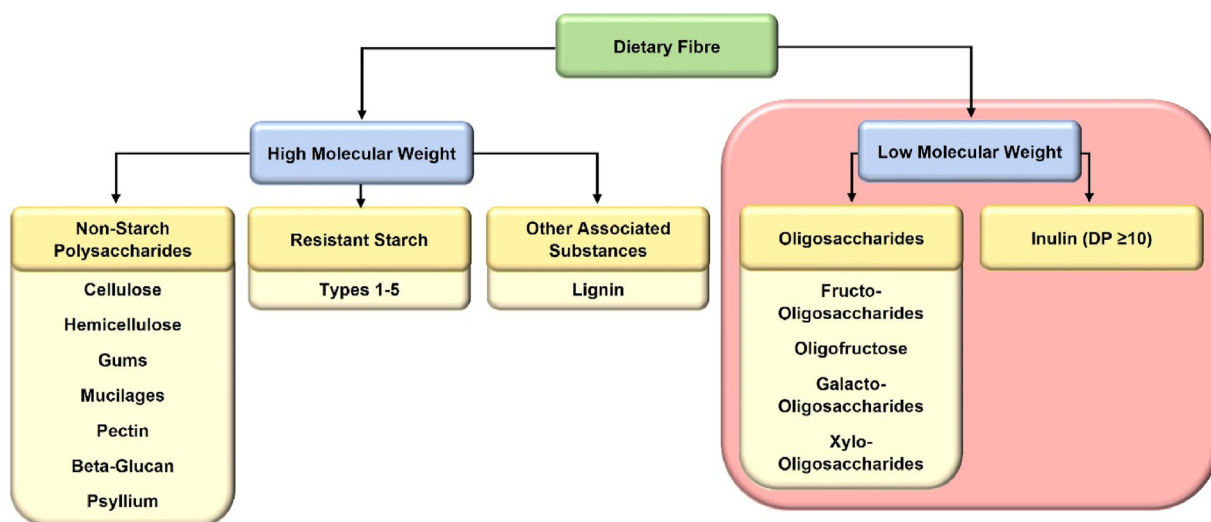 Dietary Fibre
High Molecular Weight
Low Molecular Weight
Non-Starch
Polysaccharides
Cellulose
Hemicellulose
Gums
Mucilages
Pectin
Beta-Glucan
Psyllium
Resistant Starch
Types 1-5
Other Associated
Substances
Lignin
Oligosaccharides
Fructo-
Oligosaccharides
Oligofructose
Galacto-
Oligosaccharides
Xylo-
Oligosaccharides
Inulin (DP ≥10)